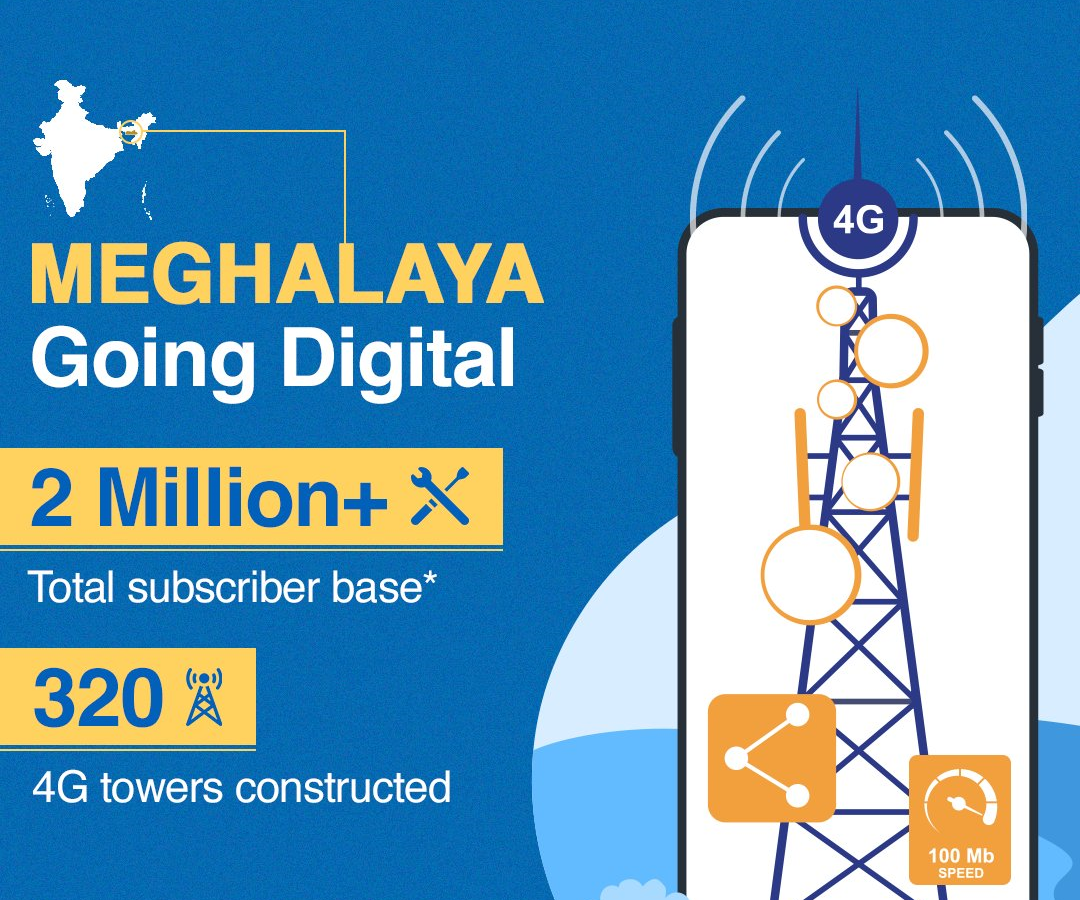 MEGHALAYA
Going Digital
2 Million+
Total subscriber base*
320
4G towers constructed
4G
100 Mb
SPEED